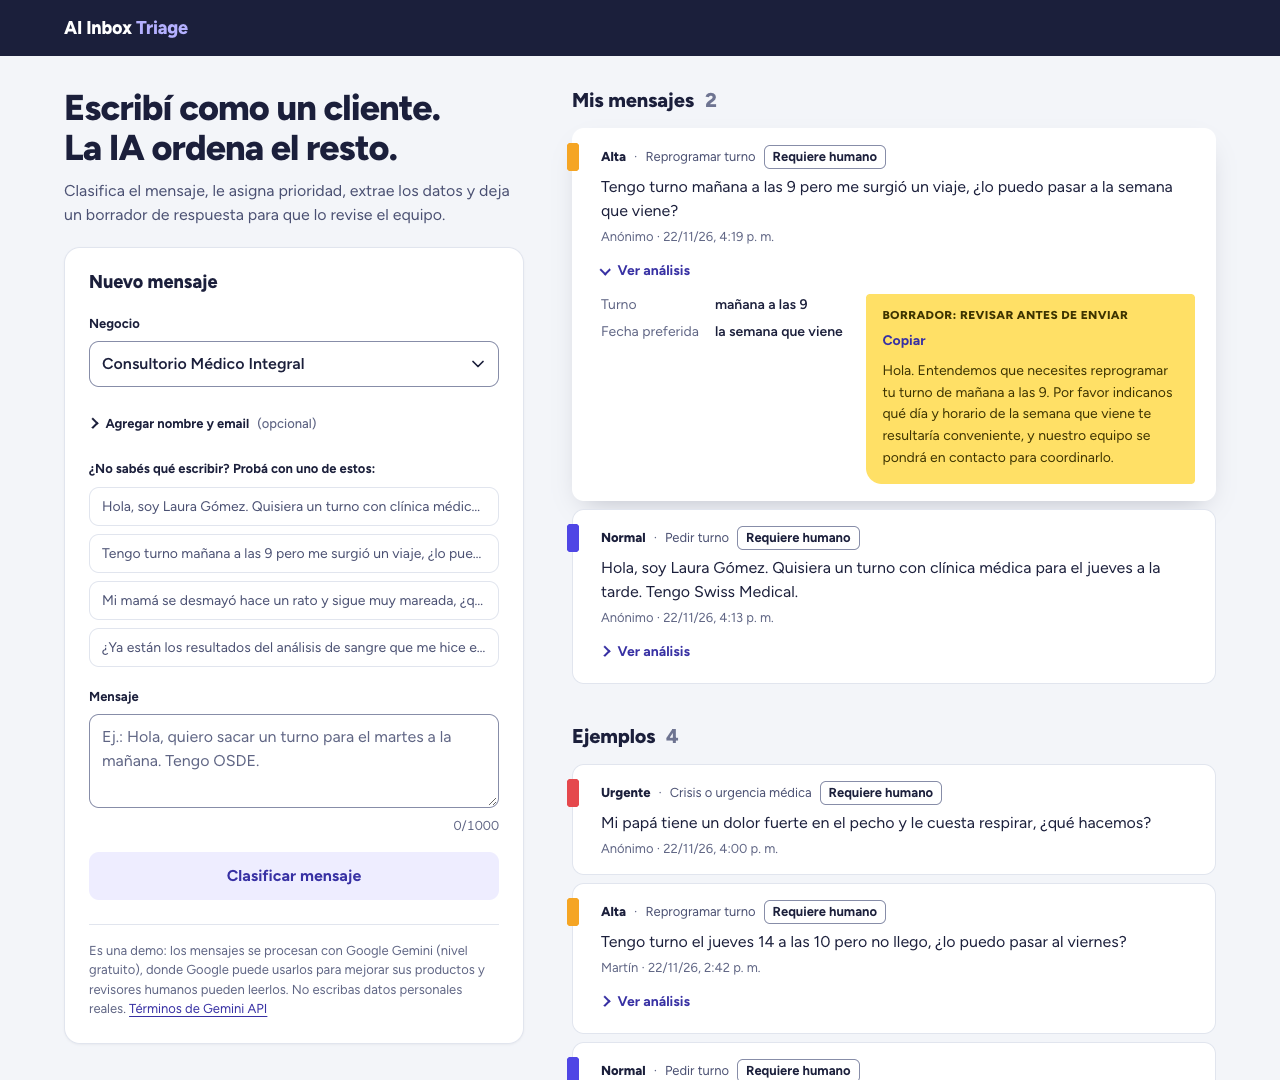 AI Inbox Triage
Escribí como un cliente.
La IA ordena el resto.
Clasifica el mensaje, le asigna prioridad, extrae los datos y deja
un borrador de respuesta para que lo revise el equipo.
Nuevo mensaje
Negocio
Consultorio Médico Integral
Agregar nombre y email (opcional)
¿No sabés qué escribir? Probá con uno de estos:
Hola, soy Laura Gómez. Quisiera un turno con clínica médic...
Tengo turno mañana a las 9 pero me surgió un viaje, ¿lo pue...
Mi mamá se desmayó hace un rato y sigue muy mareada, ¿q...
¿Ya están los resultados del análisis de sangre que me hice e...
Mensaje
Ej.: Hola, quiero sacar un turno para el martes a la
mañana. Tengo OSDE.
0/1000
Clasificar mensaje
Es una demo: los mensajes se procesan con Google Gemini (nivel
gratuito), donde Google puede usarlos para mejorar sus productos y
revisores humanos pueden leerlos. No escribas datos personales
reales. Términos de Gemini API
Mis mensajes 2
Alta · Reprogramar turno Requiere humano
Tengo turno mañana a las 9 pero me surgió un viaje, ¿lo puedo pasar a la semana
que viene?
Anónimo · 22/11/26, 4:19 p. m.
Ver análisis
Turno mañana a las 9
Fecha preferida la semana que viene
BORRADOR: REVISAR ANTES DE ENVIAR
Copiar
Hola. Entendemos que necesites reprogramar
tu turno de mañana a las 9. Por favor indicanos
qué día y horario de la semana que viene te
resultaría conveniente, y nuestro equipo se
pondrá en contacto para coordinarlo.
Normal · Pedir turno Requiere humano
Hola, soy Laura Gómez. Quisiera un turno con clínica médica para el jueves a la
tarde. Tengo Swiss Medical.
Anónimo · 22/11/26, 4:13 p. m.
Ver análisis
Ejemplos 4
Urgente · Crisis o urgencia médica Requiere humano
Mi papá tiene un dolor fuerte en el pecho y le cuesta respirar, ¿qué hacemos?
Anónimo · 22/11/26, 4:00 p. m.
Alta · Reprogramar turno Requiere humano
Tengo turno el jueves 14 a las 10 pero no llego, ¿lo puedo pasar al viernes?
Martín · 22/11/26, 2:42 p. m.
Ver análisis
Normal · Pedir turno Requiere humano